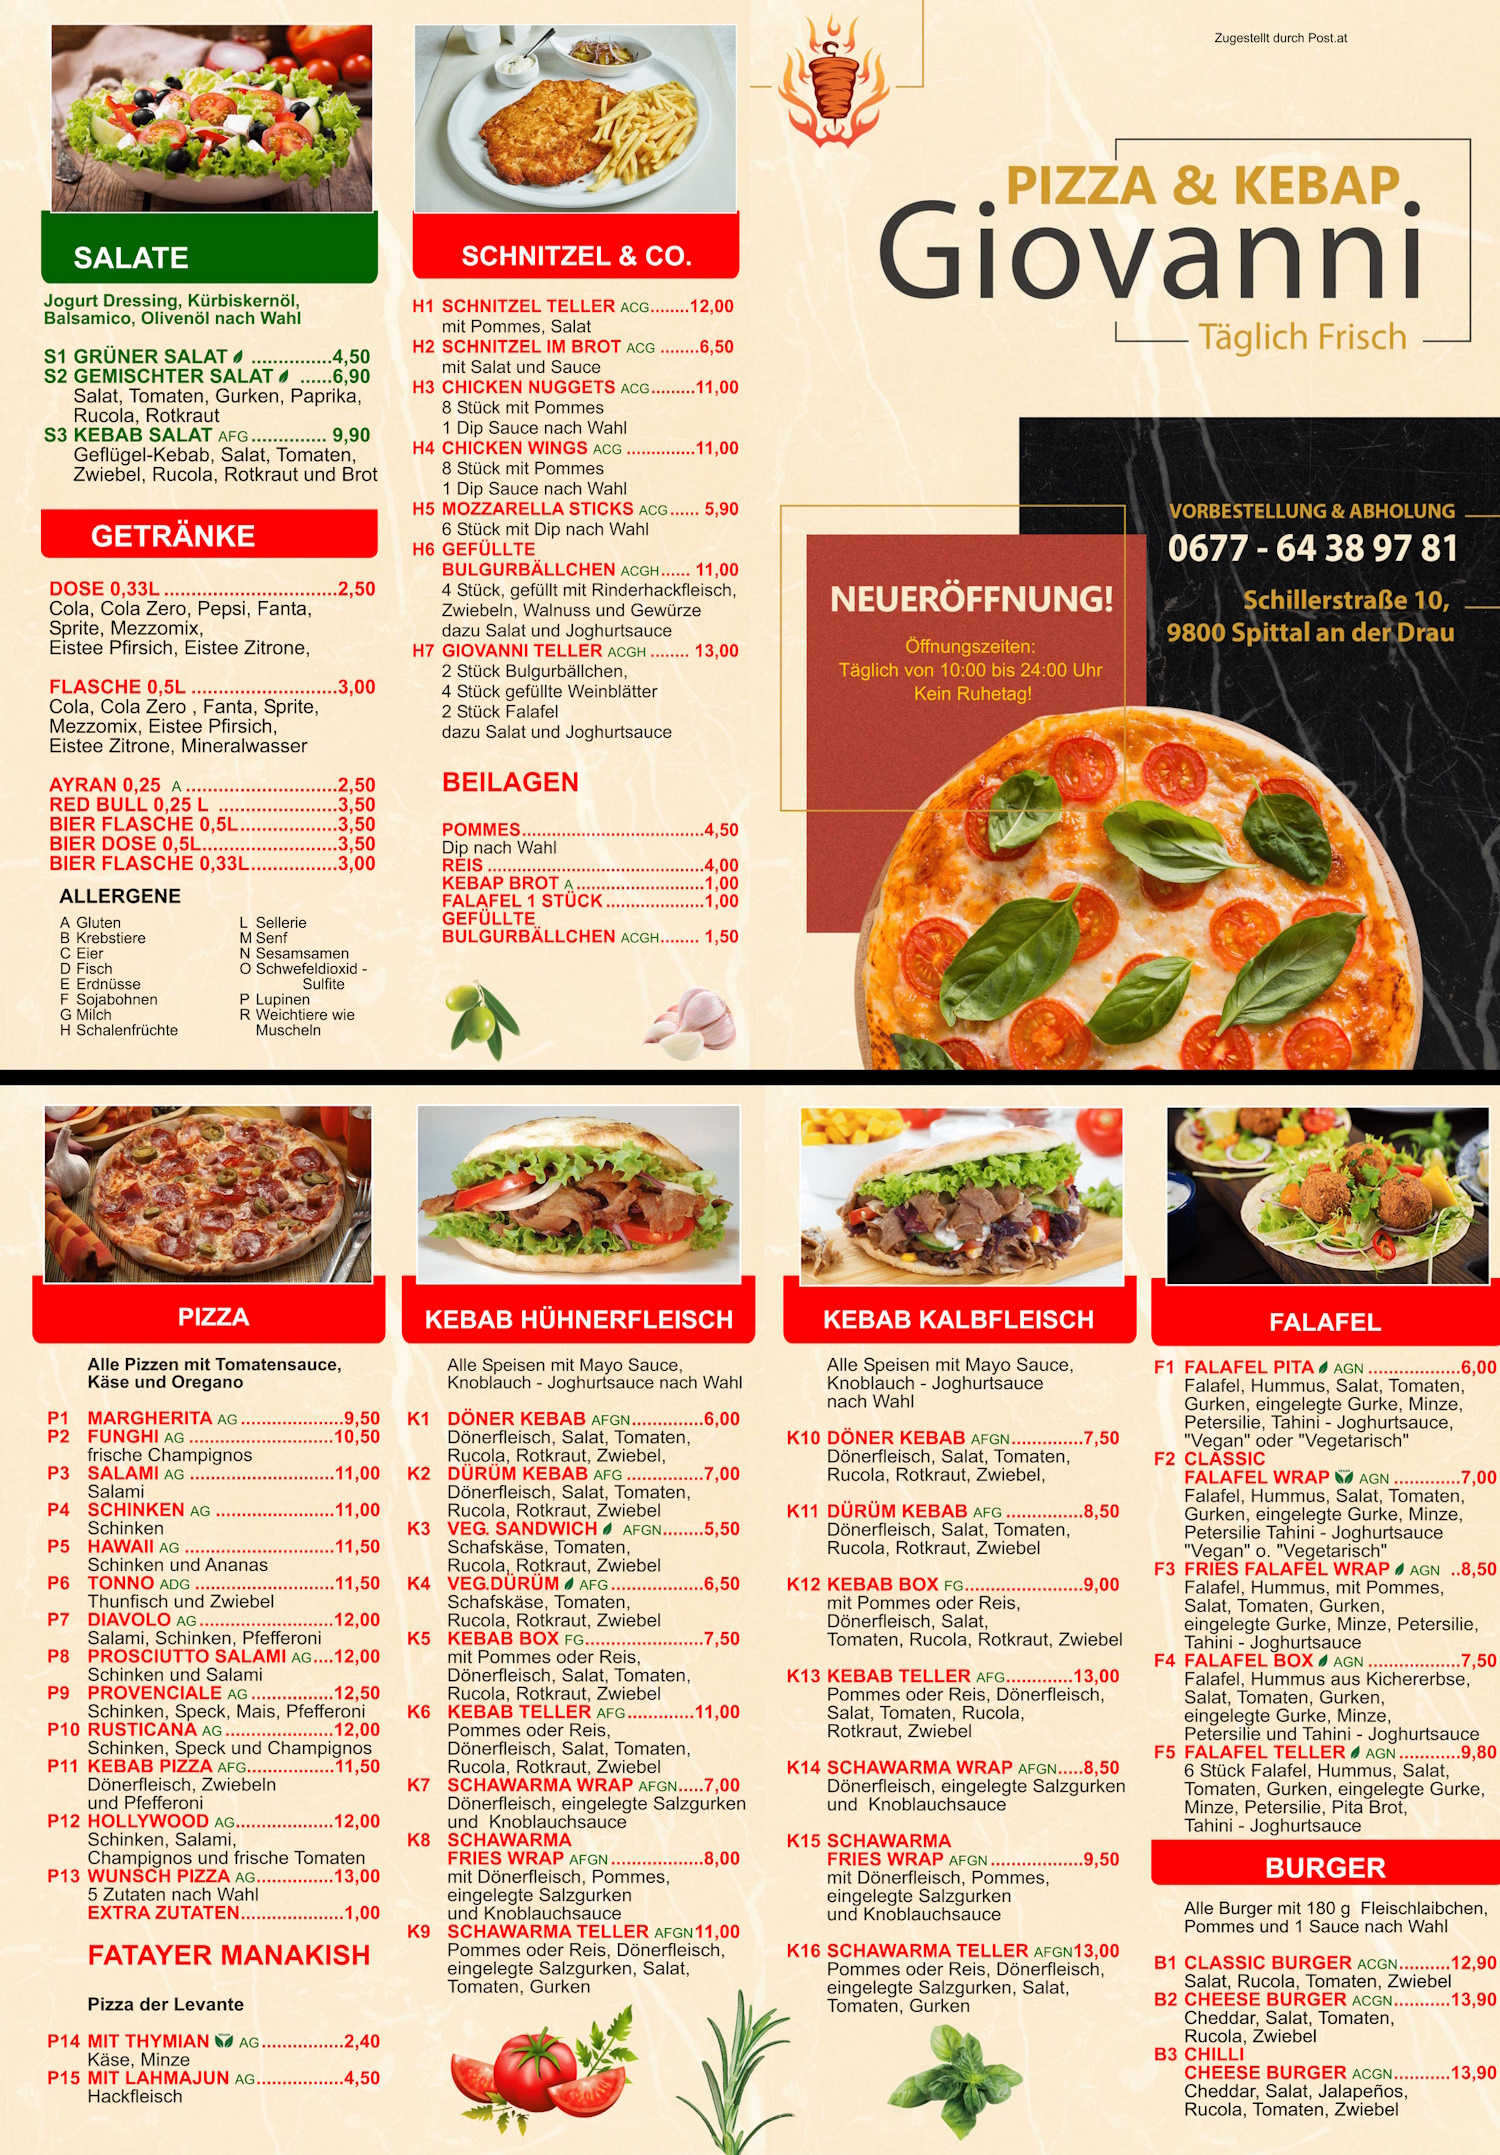 SALATE
Jogurt Dressing, Kürbiskernöl,
Balsamico, Olivenöl nach Wahl
S1 GRÜNER SALAT ...............4,50
S2 GEMISCHTER SALAT ......6,90
Salat, Tomaten, Gurken, Paprika,
Rucola, Rotkraut
S3 KEBAB SALAT AFG .............. 9,90
Geflügel-Kebab, Salat, Tomaten,
Zwiebel, Rucola, Rotkraut und Brot
GETRÄNKE
DOSE 0,33L ................................2,50
Cola, Cola Zero, Pepsi, Fanta,
Sprite, Mezzomix,
Eistee Pfirsich, Eistee Zitrone,
FLASCHE 0,5L ...........................3,00
Cola, Cola Zero , Fanta, Sprite,
Mezzomix, Eistee Pfirsich,
Eistee Zitrone, Mineralwasser
AYRAN 0,25 A ............................2,50
RED BULL 0,25 L ......................3,50
BIER FLASCHE 0,5L..................3,50
BIER DOSE 0,5L.........................3,50
BIER FLASCHE 0,33L................3,00
ALLERGENE
A Gluten
B Krebstiere
C Eier
D Fisch
E Erdnüsse
F Sojabohnen
G Milch
H Schalenfrüchte
L Sellerie
M Senf
N Sesamsamen
O Schwefeldioxid -
Sulfite
P Lupinen
R Weichtiere wie
Muscheln
SCHNITZEL & CO.
H1 SCHNITZEL TELLER ACG........12,00
mit Pommes, Salat
H2 SCHNITZEL IM BROT ACG ........6,50
mit Salat und Sauce
H3 CHICKEN NUGGETS ACG.........11,00
8 Stück mit Pommes
1 Dip Sauce nach Wahl
H4 CHICKEN WINGS ACG ..............11,00
8 Stück mit Pommes
1 Dip Sauce nach Wahl
H5 MOZZARELLA STICKS ACG...... 5,90
6 Stück mit Dip nach Wahl
H6 GEFÜLLTE
BULGURBÄLLCHEN ACGH...... 11,00
4 Stück, gefüllt mit Rinderhackfleisch,
Zwiebeln, Walnuss und Gewürze
dazu Salat und Joghurtsauce
H7 GIOVANNI TELLER ACGH ........ 13,00
2 Stück Bulgurbällchen,
4 Stück gefüllte Weinblätter
2 Stück Falafel
dazu Salat und Joghurtsauce
BEILAGEN
POMMES.....................................4,50
Dip nach Wahl
REIS ............................................4,00
KEBAP BROT A ..........................1,00
FALAFEL 1 STÜCK ....................1,00
GEFÜLLTE
BULGURBÄLLCHEN ACGH........ 1,50
Zugestellt durch Post.at
PIZZA & KEBAP
Giovanni
Täglich Frisch
VORBESTELLUNG & ABHOLUNG
0677 - 64 38 97 81
Schillerstraße 10,
9800 Spittal an der Drau
NEUERÖFFNUNG!
Öffnungszeiten:
Täglich von 10:00 bis 24:00 Uhr
Kein Ruhetag!
PIZZA
Alle Pizzen mit Tomatensauce,
Käse und Oregano
P1 MARGHERITA AG ....................9,50
P2 FUNGHI AG ............................10,50
frische Champignos
P3 SALAMI AG ............................11,00
Salami
P4 SCHINKEN AG .......................11,00
Schinken
P5 HAWAII AG .............................11,50
Schinken und Ananas
P6 TONNO ADG ...........................11,50
Thunfisch und Zwiebel
P7 DIAVOLO AG ..........................12,00
Salami, Schinken, Pfefferoni
P8 PROSCIUTTO SALAMI AG....12,00
Schinken und Salami
P9 PROVENCIALE AG ................12,50
Schinken, Speck, Mais, Pfefferoni
P10 RUSTICANA AG .....................12,00
Schinken, Speck und Champignos
P11 KEBAB PIZZA AFG.................11,50
Dönerfleisch, Zwiebeln
und Pfefferoni
P12 HOLLYWOOD AG...................12,00
Schinken, Salami,
Champignos und frische Tomaten
P13 WUNSCH PIZZA AG...............13,00
5 Zutaten nach Wahl
EXTRA ZUTATEN....................1,00
FATAYER MANAKISH
Pizza der Levante
P14 MIT THYMIAN AG................2,40
Käse, Minze
P15 MIT LAHMAJUN AG.................4,50
Hackfleisch
KEBAB HÜHNERFLEISCH
Alle Speisen mit Mayo Sauce,
Knoblauch - Joghurtsauce nach Wahl
K1 DÖNER KEBAB AFGN..............6,00
Dönerfleisch, Salat, Tomaten,
Rucola, Rotkraut, Zwiebel,
K2 DÜRÜM KEBAB AFG ...............7,00
Dönerfleisch, Salat, Tomaten,
Rucola, Rotkraut, Zwiebel
K3 VEG. SANDWICH AFGN........5,50
Schafskäse, Tomaten,
Rucola, Rotkraut, Zwiebel
K4 VEG.DÜRÜM AFG ..................6,50
Schafskäse, Tomaten,
Rucola, Rotkraut, Zwiebel
K5 KEBAB BOX FG.......................7,50
mit Pommes oder Reis,
Dönerfleisch, Salat, Tomaten,
Rucola, Rotkraut, Zwiebel
K6 KEBAB TELLER AFG.............11,00
Pommes oder Reis,
Dönerfleisch, Salat, Tomaten,
Rucola, Rotkraut, Zwiebel
K7 SCHAWARMA WRAP AFGN.....7,00
Dönerfleisch, eingelegte Salzgurken
und Knoblauchsauce
K8 SCHAWARMA
FRIES WRAP AFGN ..................8,00
mit Dönerfleisch, Pommes,
eingelegte Salzgurken
und Knoblauchsauce
K9 SCHAWARMA TELLER AFGN11,00
Pommes oder Reis, Dönerfleisch,
eingelegte Salzgurken, Salat,
Tomaten, Gurken
KEBAB KALBFLEISCH
Alle Speisen mit Mayo Sauce,
Knoblauch - Joghurtsauce
nach Wahl
K10 DÖNER KEBAB AFGN..............7,50
Dönerfleisch, Salat, Tomaten,
Rucola, Rotkraut, Zwiebel,
K11 DÜRÜM KEBAB AFG ...............8,50
Dönerfleisch, Salat, Tomaten,
Rucola, Rotkraut, Zwiebel
K12 KEBAB BOX FG.......................9,00
mit Pommes oder Reis,
Dönerfleisch, Salat,
Tomaten, Rucola, Rotkraut, Zwiebel
K13 KEBAB TELLER AFG.............13,00
Pommes oder Reis, Dönerfleisch,
Salat, Tomaten, Rucola,
Rotkraut, Zwiebel
K14 SCHAWARMA WRAP AFGN.....8,50
Dönerfleisch, eingelegte Salzgurken
und Knoblauchsauce
K15 SCHAWARMA
FRIES WRAP AFGN ..................9,50
mit Dönerfleisch, Pommes,
eingelegte Salzgurken
und Knoblauchsauce
K16 SCHAWARMA TELLER AFGN13,00
Pommes oder Reis, Dönerfleisch,
eingelegte Salzgurken, Salat,
Tomaten, Gurken
FALAFEL
F1 FALAFEL PITA AGN ..................6,00
Falafel, Hummus, Salat, Tomaten,
Gurken, eingelegte Gurke, Minze,
Petersilie, Tahini - Joghurtsauce,
"Vegan" oder "Vegetarisch"
F2 CLASSIC
FALAFEL WRAP AGN .............7,00
Falafel, Hummus, Salat, Tomaten,
Gurken, eingelegte Gurke, Minze,
Petersilie Tahini - Joghurtsauce
"Vegan" o. "Vegetarisch"
F3 FRIES FALAFEL WRAP AGN ..8,50
Falafel, Hummus, mit Pommes,
Salat, Tomaten, Gurken,
eingelegte Gurke, Minze, Petersilie,
Tahini - Joghurtsauce
F4 FALAFEL BOX AGN ..................7,50
Falafel, Hummus aus Kichererbse,
Salat, Tomaten, Gurken,
eingelegte Gurke, Minze,
Petersilie und Tahini - Joghurtsauce
F5 FALAFEL TELLER AGN ............9,80
6 Stück Falafel, Hummus, Salat,
Tomaten, Gurken, eingelegte Gurke,
Minze, Petersilie, Pita Brot,
Tahini - Joghurtsauce
BURGER
Alle Burger mit 180 g Fleischlaibchen,
Pommes und 1 Sauce nach Wahl
B1 CLASSIC BURGER ACGN..........12,90
Salat, Rucola, Tomaten, Zwiebel
B2 CHEESE BURGER ACGN...........13,90
Cheddar, Salat, Tomaten,
Rucola, Zwiebel
B3 CHILLI
CHEESE BURGER ACGN...........13,90
Cheddar, Salat, Jalapeños,
Rucola, Tomaten, Zwiebel